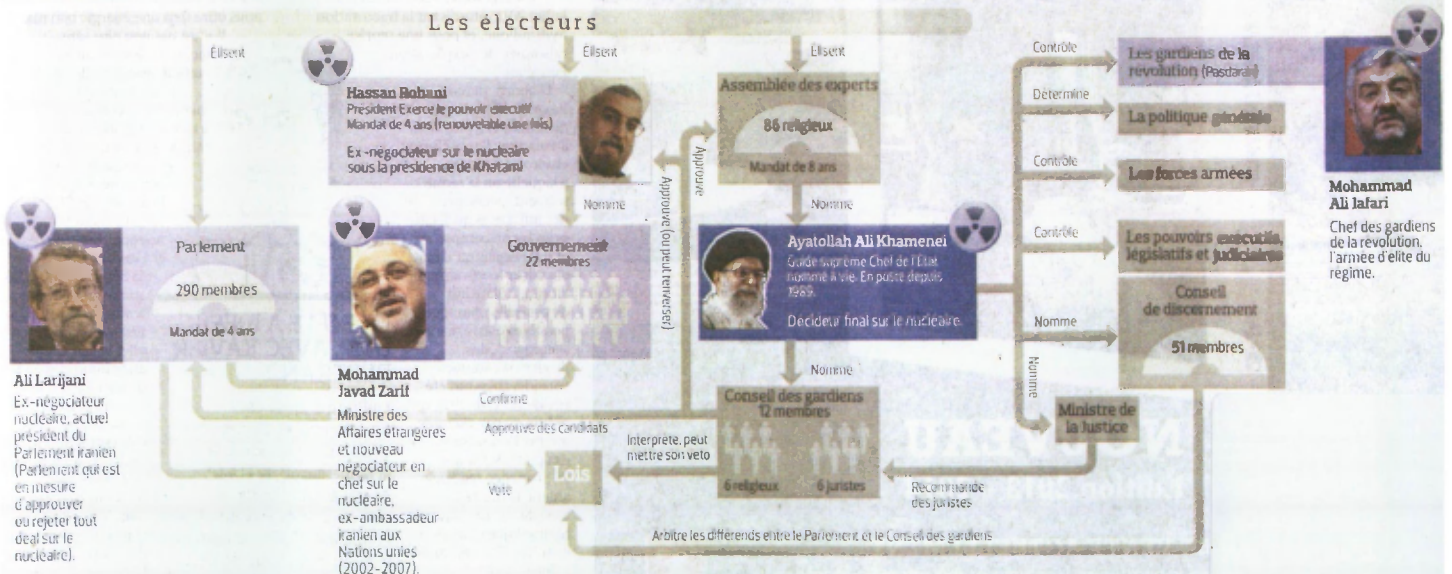 Les électeurs
Élisent
Élisent
Élisent
Hassan Rohani
Président Exerce le pouvoir executif
Mandat de 4 ans (renouvelable une fois)
Ex-négociateur sur le nucleaire
sous la présidence de Khatami
Assemblée des experts
86 religieux
Mandat de 8 ans
Contrôle
Les gardiens de la
revolution (Pasdaran)
Détermine
La politique générale
Contrôle
Les forces armées
Contrôle
Les pouvoirs executifs,
législatifs et judiciaires
Nomme
Conseil
de discernement
51 membres
Mohammad
Ali Jafari
Chef des gardiens
de la revolution,
l'armée d'elite du
régime.
Approuve
Approuve (ou peut renverser)
Nomme
Nomme
Parlement
290 membres
Mandat de 4 ans
Gouvernement
22 membres
Ayatollah Ali Khamenei
Guide suprême Chef de l'État
nommé à vie. En poste depuis
1989.
Décideur final sur le nucleaire.
Ali Larijani
Ex-négociateur
nucléaire, actuel
président du
Parlement iranien
(Parlement qui est
en mesure
d'approuver
ou rejeter tout
deal sur le
nucléaire).
Mohammad
Javad Zarif
Ministre des
Affaires étrangères
et nouveau
négociateur en
chef sur le
nucléaire,
ex-ambassadeur
iranien aux
Nations unies
(2002-2007).
Confirme
Approuve des candidats
Vote
Lois
Interprète, peut
mettre son veto
Nomme
Conseil des gardiens
12 membres
6 religieux
6 juristes
Nomme
Ministre de
la Justice
Recommande
des juristes
Arbitre les différends entre le Parlement et le Conseil des gardiens